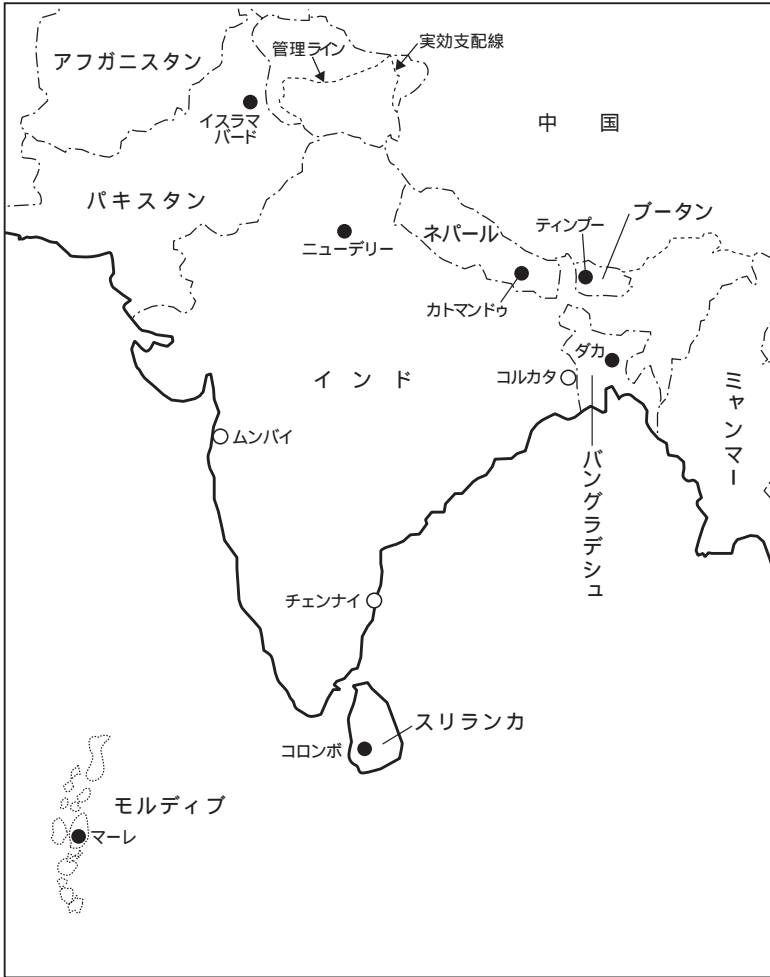 アフガニスタン
管理ライン
実効支配線
イスラマ
バード
中国
パキスタン
ニューデリー
ネパール
ティンプー
ブータン
カトマンドゥ
インド
コルカタ
ダカ
ミャンマー
ムンバイ
バングラデシュ
チェンナイ
スリランカ
コロンボ
モルディブ
マーレ